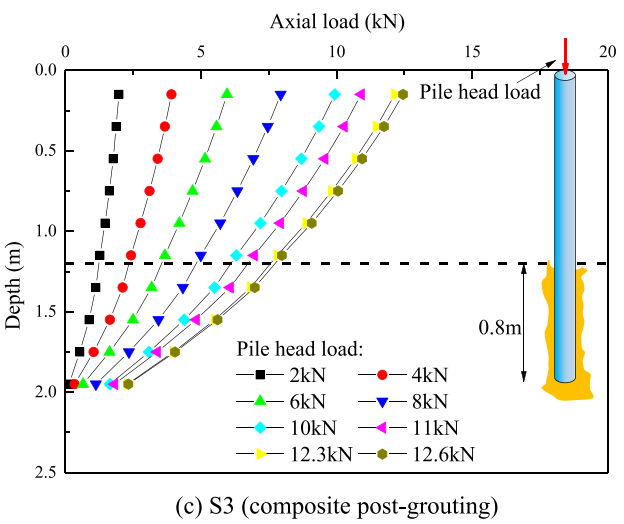 Axial load (kN)
0 5 10 15 20
0.0
Pile head load
0.5
1.0
Depth (m)
1.5
0.8m
2.0
2.5
Pile head load:
2kN 4kN
6kN 8kN
10kN 11kN
12.3kN 12.6kN
(c) S3 (composite post-grouting)